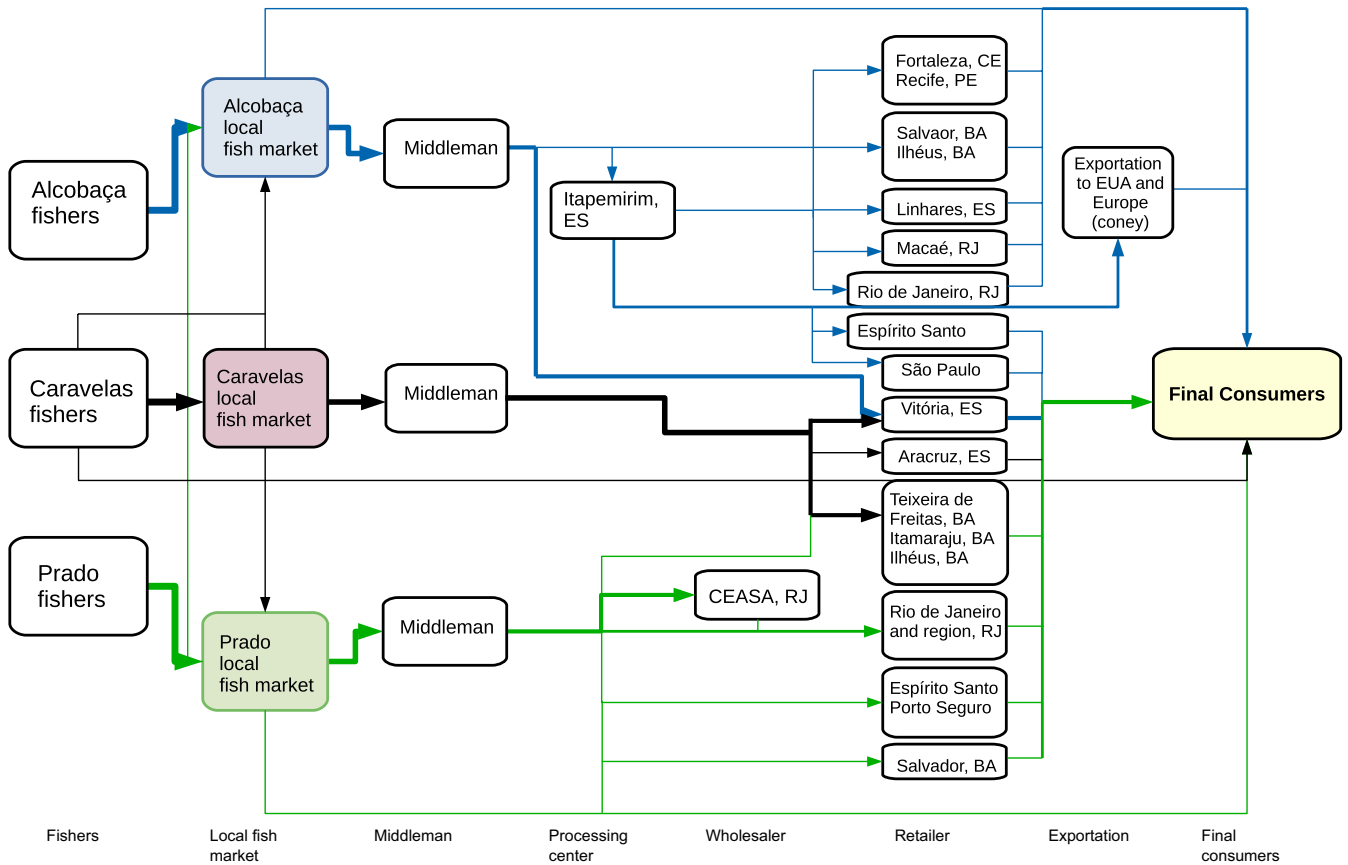 Fortaleza, CE
Recife, PE
Alcobaça
local
fish market
Salvaor, BA
Ilhéus, BA
Middleman
Exportation
to EUA and
Europe
(coney)
Alcobaça
fishers
Itapemirim,
ES
Linhares, ES
Macaé, RJ
Rio de Janeiro, RJ
Espírito Santo
São Paulo
Caravelas
fishers
Caravelas
local
fish market
Middleman
Vitória, ES
Final Consumers
Aracruz, ES
Teixeira de
Freitas, BA
Itamaraju, BA
Ilhéus, BA
Prado
fishers
CEASA, RJ
Rio de Janeiro
and region, RJ
Prado
local
fish market
Middleman
Espírito Santo
Porto Seguro
Salvador, BA
Fishers
Local fish
market
Middleman
Processing
center
Wholesaler
Retailer
Exportation
Final
consumers